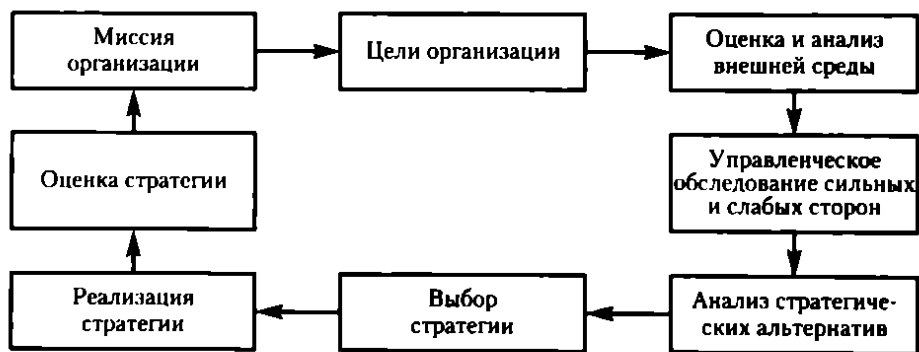 Миссия
организации
Цели организации
Оценка и анализ
внешней среды
Управленческое
обследование сильных
и слабых сторон
Анализ стратегиче-
ских альтернатив
Выбор
стратегии
Реализация
стратегии
Оценка стратегии